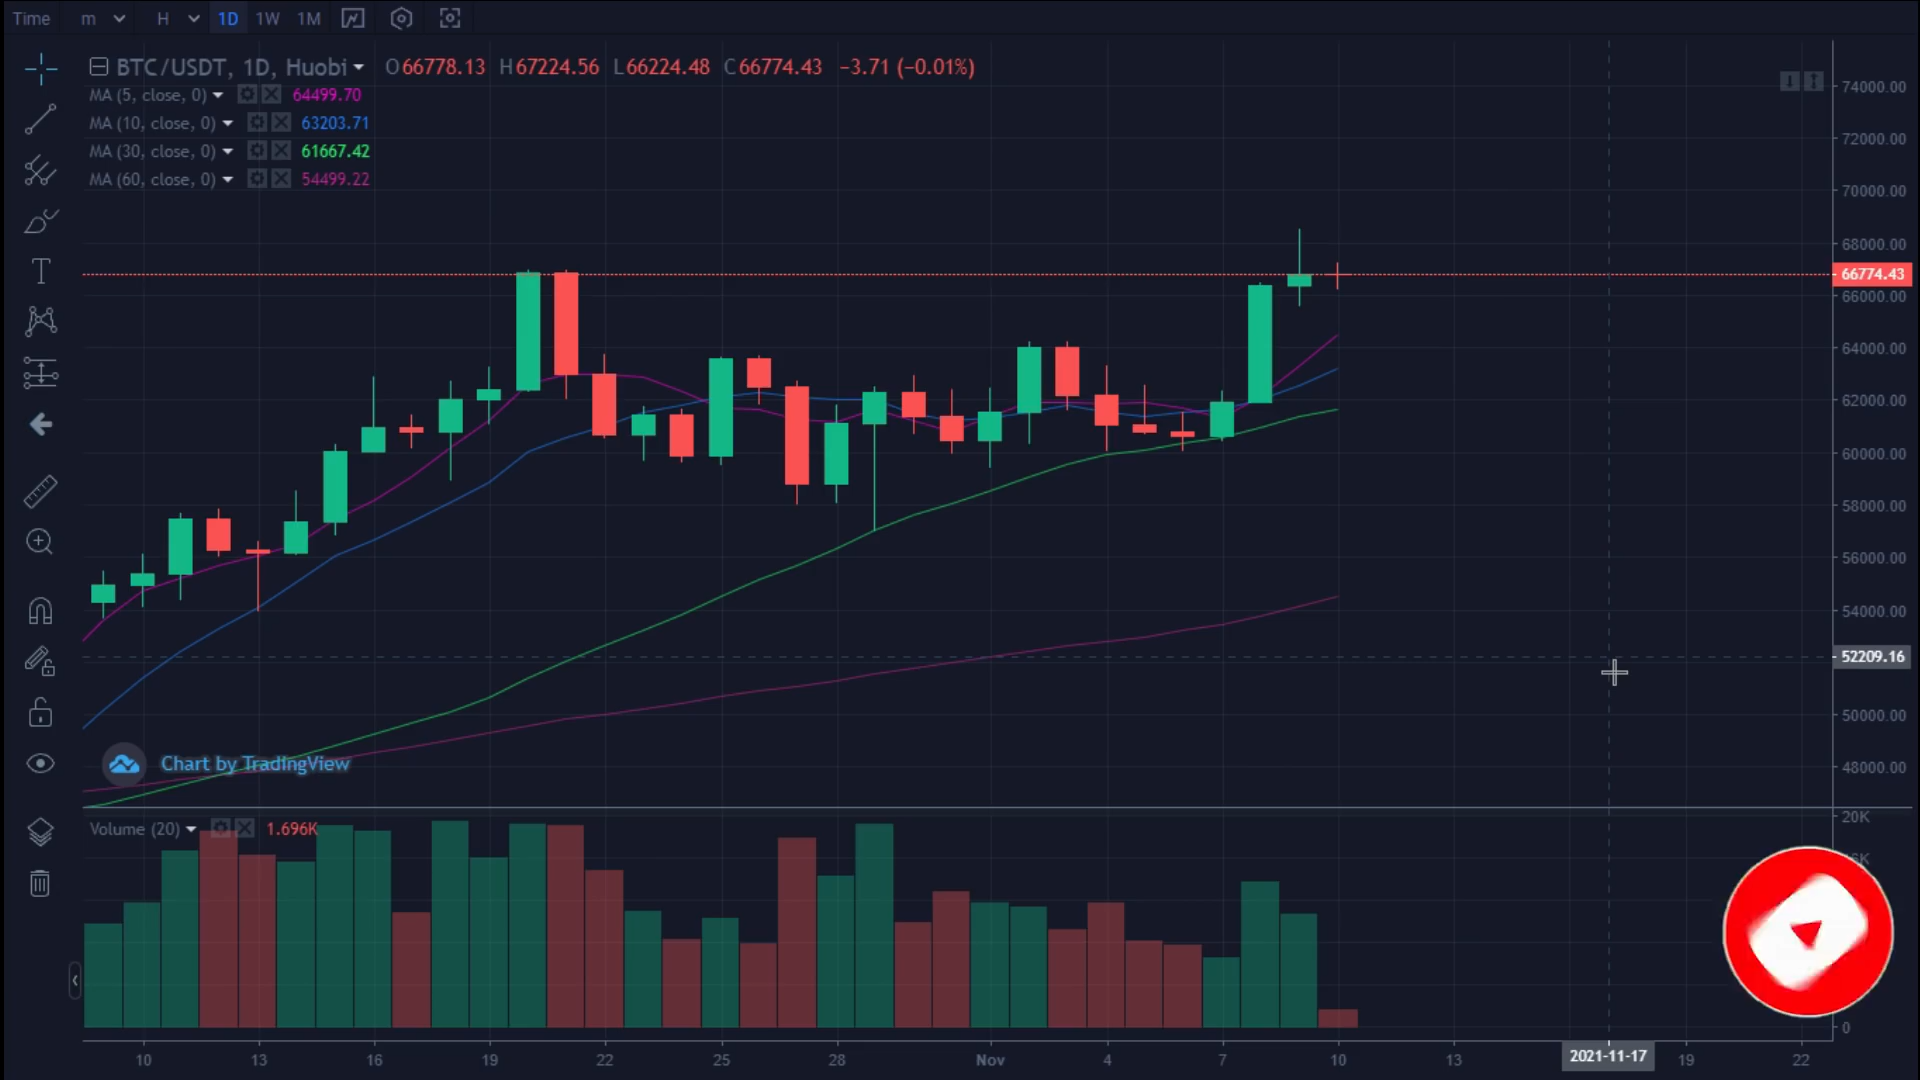 Time m H 1D 1W 1M
BTC/USDT, 1D, Huobi O66778.13 H67224.56 L66224.48 C66774.43 −3.71 (−0.01%)
MA (5, close, 0) 64499.70
MA (10, close, 0) 63203.71
MA (30, close, 0) 61667.42
MA (60, close, 0) 54499.22
74000.00
72000.00
70000.00
68000.00
66774.43
66000.00
64000.00
62000.00
60000.00
58000.00
56000.00
54000.00
52209.16
50000.00
48000.00
T
Chart by TradingView
Volume (20) 1.696K
20K
0
10 13 16 19 22 25 28 Nov 4 7 10 13 2021-11-17 19 22